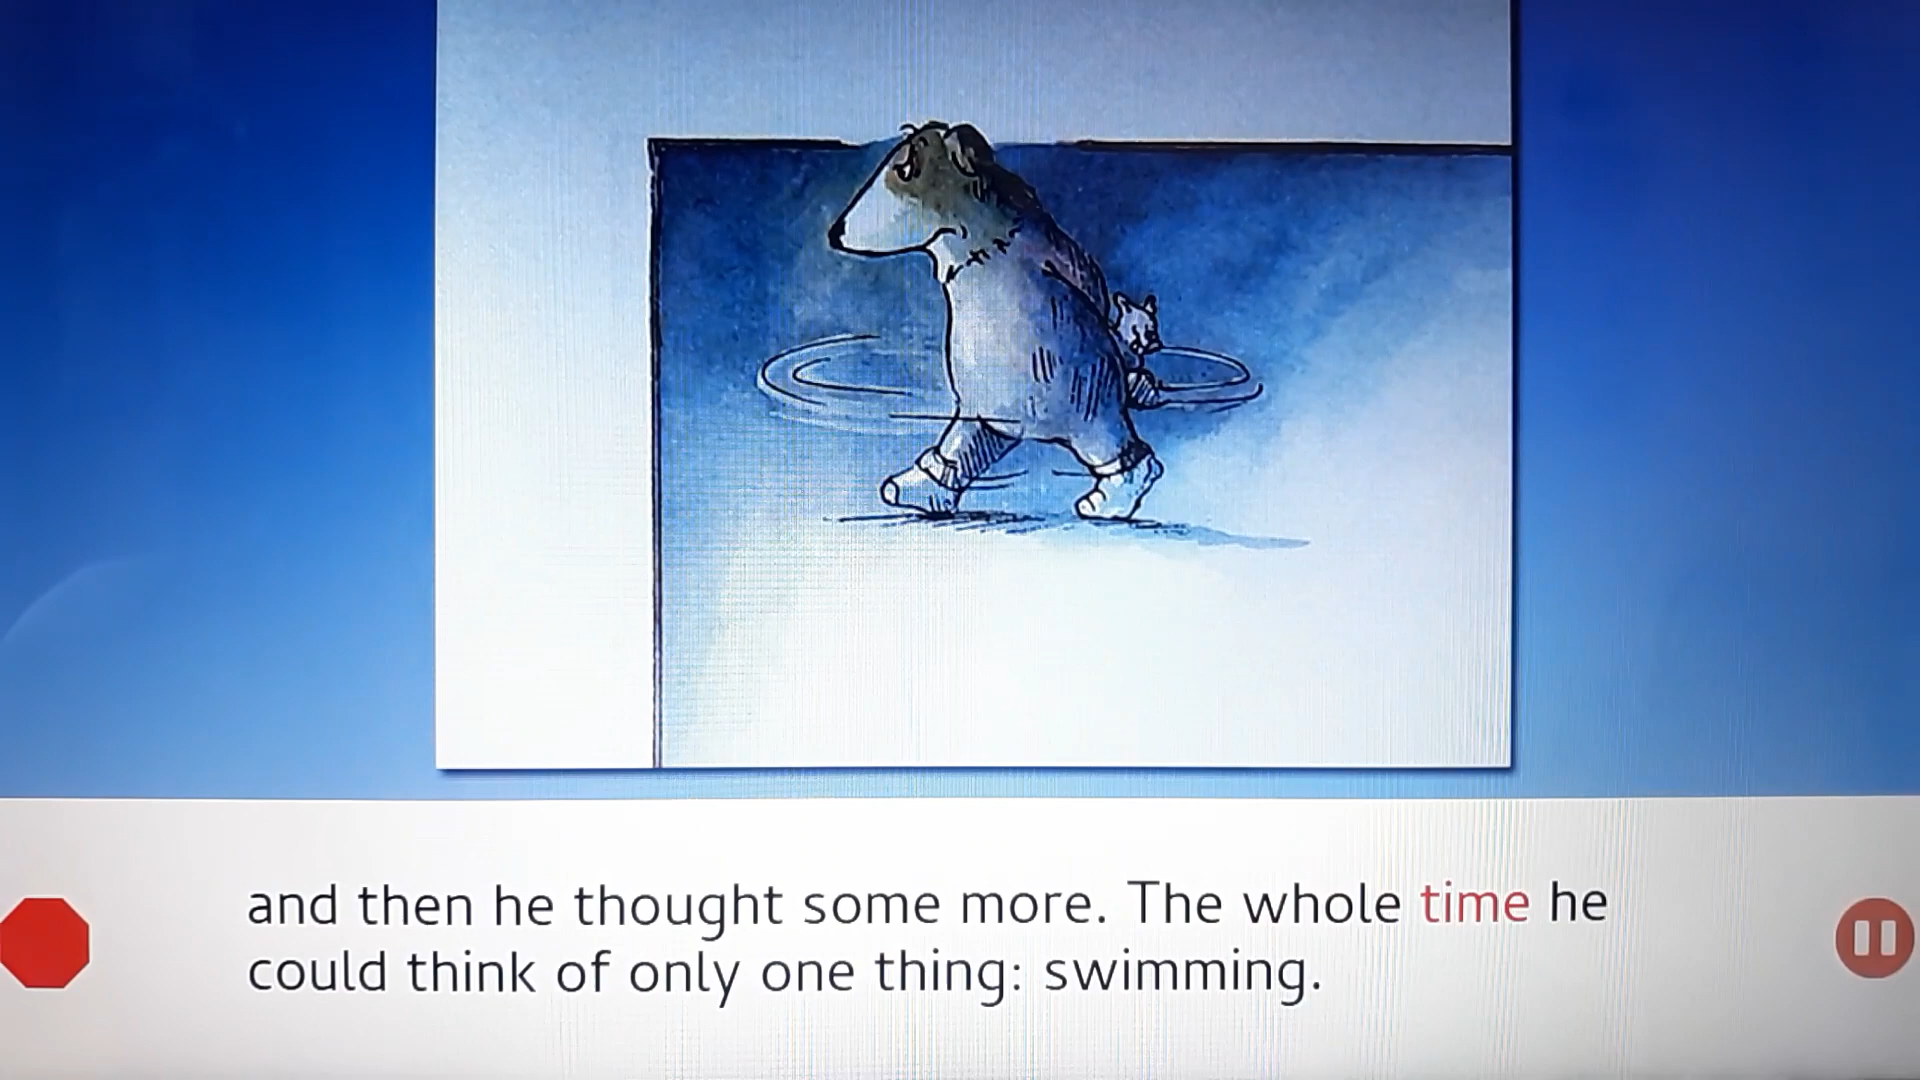 and then he thought some more. The whole time he
could think of only one thing: swimming.